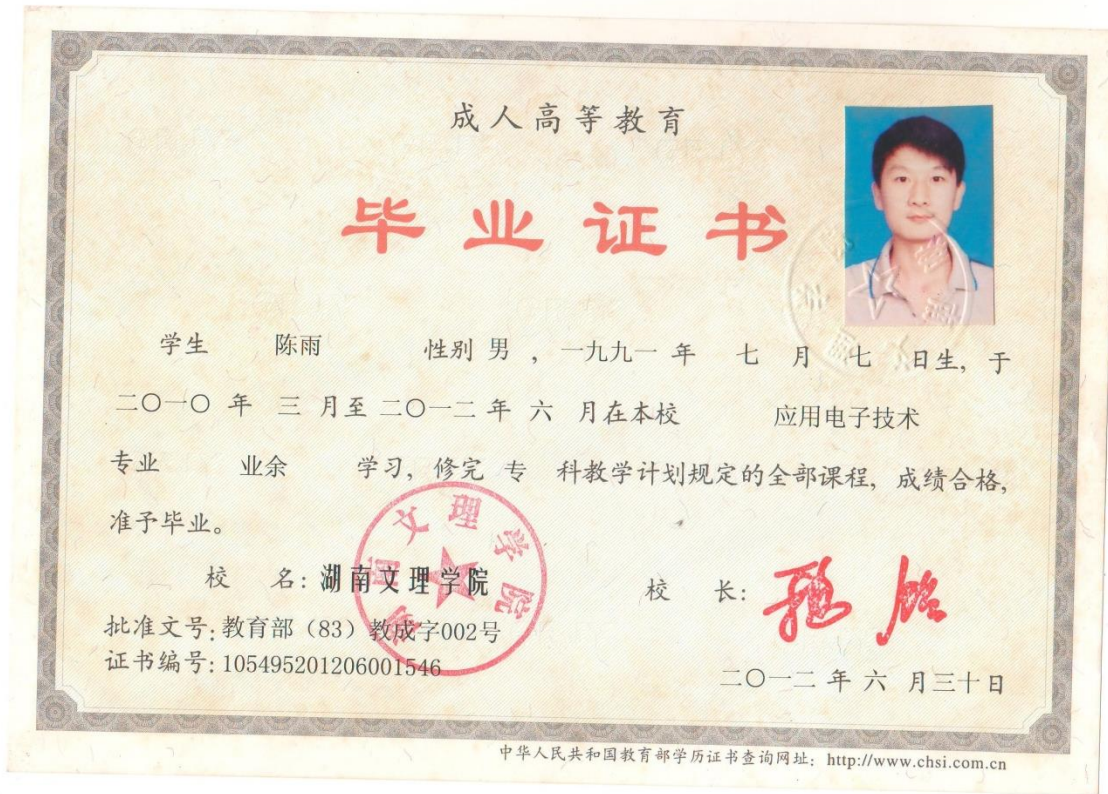 成人高等教育
毕业证书
学生 陈雨 性别 男 ，一九九一 年 七 月 七 日生，于
二〇一〇 年 三 月至 二〇一二 年 六 月在本校 应用电子技术
专业 业余 学习，修完 专 科教学计划规定的全部课程，成绩合格，
准予毕业。
校 名：湖南文理学院
校 长：
批准文号：教育部（83）教成字002号
证书编号：105495201206001546
二〇一二 年 六 月三十日
湖南文理学院
中华人民共和国教育部学历证书查询网址：http://www.chsi.com.cn